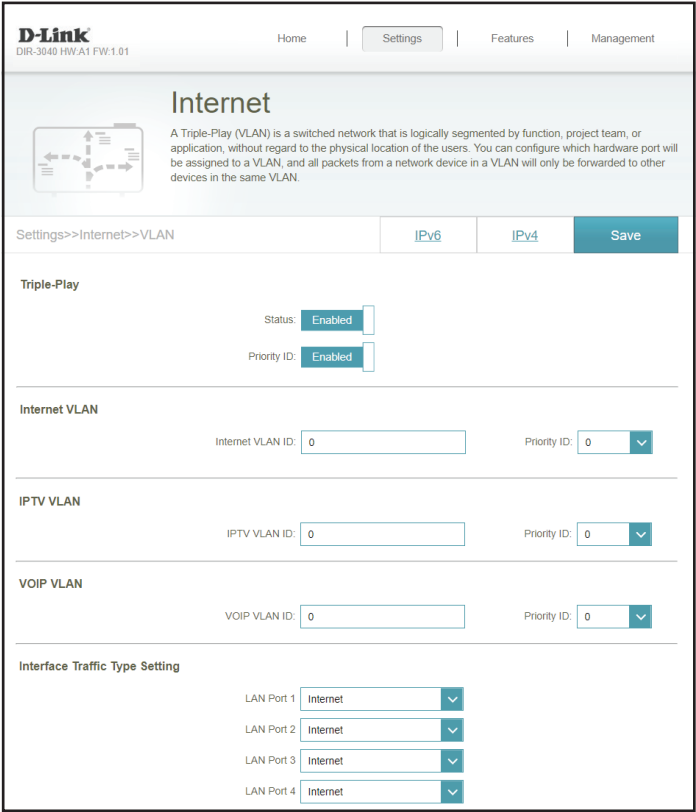 D-Link
DIR-3040 HW:A1 FW:1.01
Home | Settings | Features | Management
Internet
A Triple-Play (VLAN) is a switched network that is logically segmented by function, project team, or
application, without regard to the physical location of the users. You can configure which hardware port will
be assigned to a VLAN, and all packets from a network device in a VLAN will only be forwarded to other
devices in the same VLAN.
Settings>>Internet>>VLAN IPv6 IPv4 Save
Triple-Play
Status: Enabled
Priority ID: Enabled
Internet VLAN
Internet VLAN ID: 0 Priority ID: 0
IPTV VLAN
IPTV VLAN ID: 0 Priority ID: 0
VOIP VLAN
VOIP VLAN ID: 0 Priority ID: 0
Interface Traffic Type Setting
LAN Port 1 Internet
LAN Port 2 Internet
LAN Port 3 Internet
LAN Port 4 Internet